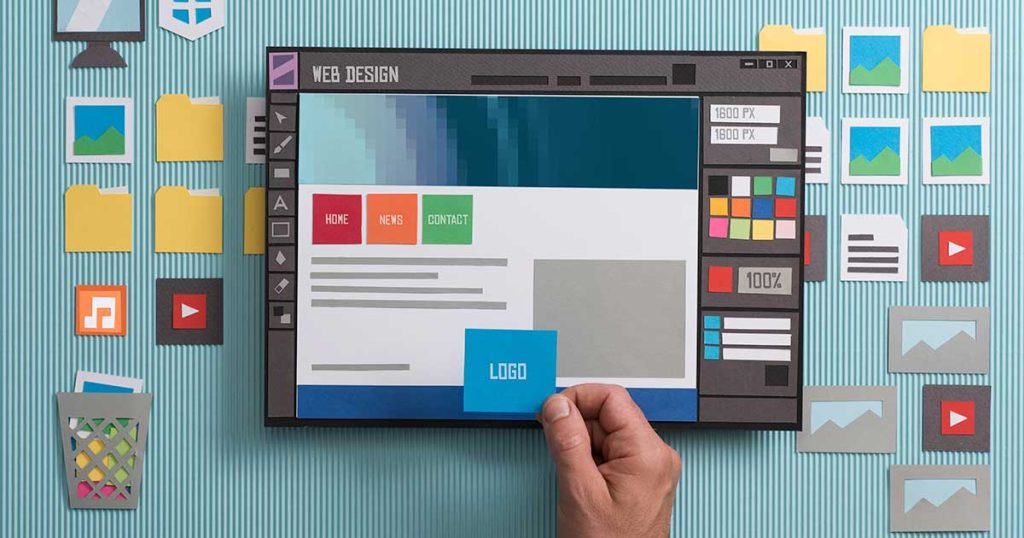 WEB DESIGN
1600 PX
1600 PX
HOME
NEWS
CONTACT
A
100%
LOGO